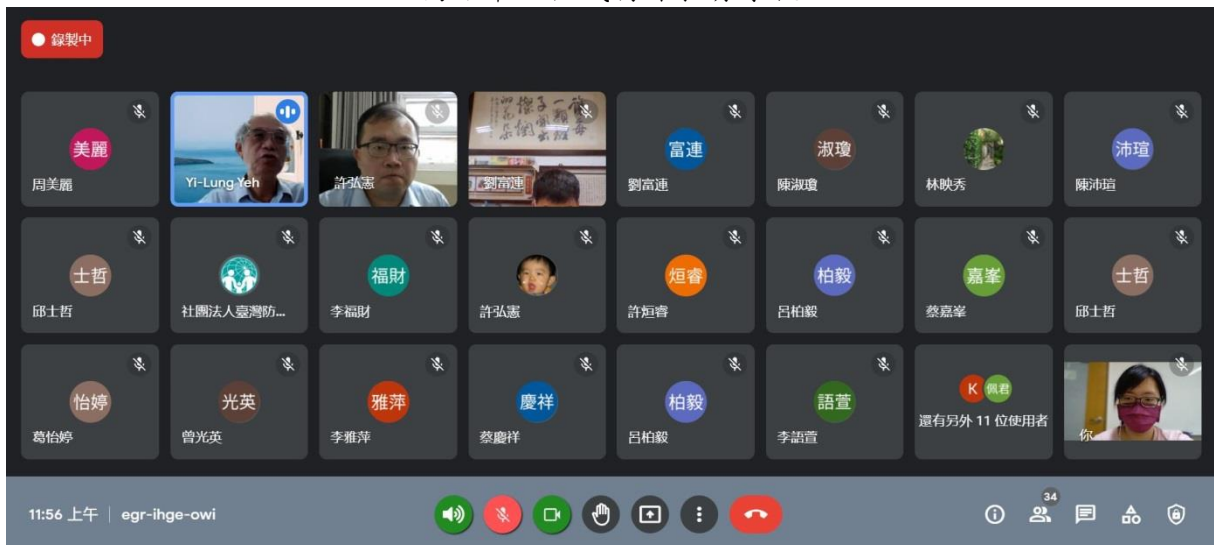 錄製中
美麗
周美麗
Yi-Lung Yeh
許弘憲
劉富連
富連
劉富連
淑瓊
陳淑瓊
林映秀
沛瑄
陳沛瑄
士哲
邱士哲
社團法人臺灣防...
福財
李福財
許弘憲
烜睿
許烜睿
柏毅
呂柏毅
嘉峯
蔡嘉峯
士哲
邱士哲
怡婷
葛怡婷
光英
曾光英
雅萍
李雅萍
慶祥
蔡慶祥
柏毅
呂柏毅
語萱
李語萱
K 佩君
還有另外 11 位使用者
你
11:56 上午 | egr-ihge-owi
34